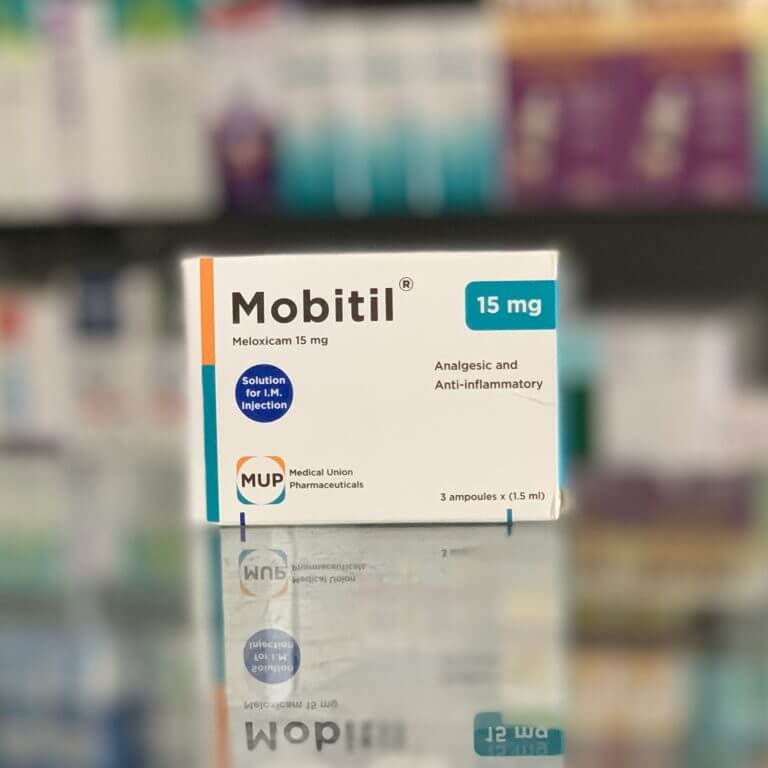 Mobitil®
15 mg
Meloxicam 15 mg
Analgesic and
Anti-inflammatory
Solution
for I.M.
Injection
MUP
Medical Union
Pharmaceuticals
3 ampoules x (1.5 ml)